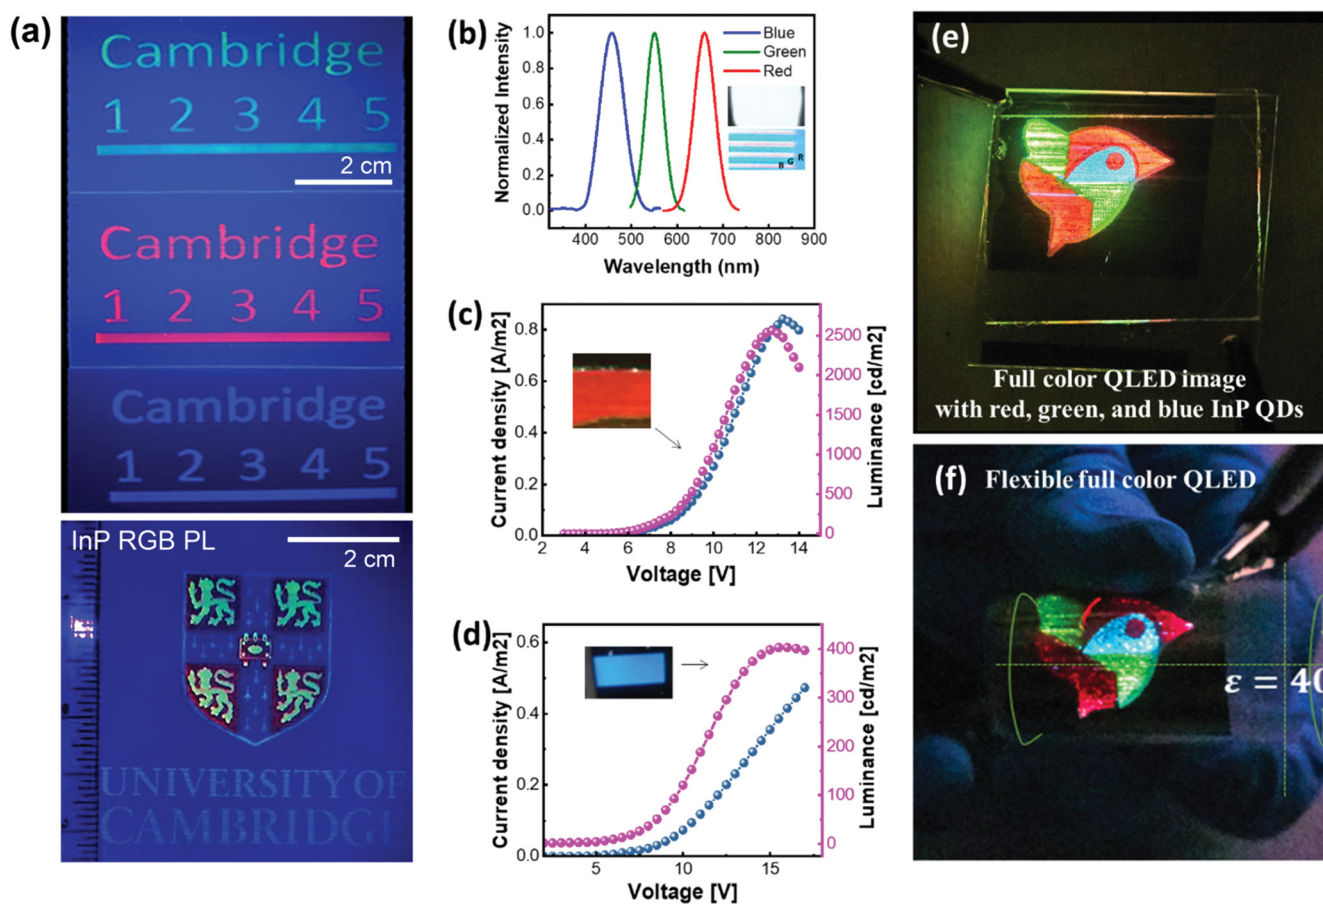 (a)
Cambridge
1 2 3 4 5
2 cm
Cambridge
1 2 3 4 5
Cambridge
1 2 3 4 5
InP RGB PL
2 cm
UNIVERSITY OF
CAMBRIDGE
(b)
Normalized Intensity
1.0
0.8
0.6
0.4
0.2
0.0
Blue
Green
Red
B G R
400 500 600 700 800 900
Wavelength (nm)
(c)
Current density [A/m2]
0.8
0.6
0.4
0.2
0.0
2 4 6 8 10 12 14
Voltage [V]
2500
2000
1500
1000
500
0
Luminance [cd/m2]
(d)
Current density [A/m2]
0.6
0.4
0.2
0.0
5 10 15
Voltage [V]
400
300
200
100
0
Luminance [cd/m2]
(e)
Full color QLED image
with red, green, and blue InP QDs
(f)
Flexible full color QLED
ε = 40